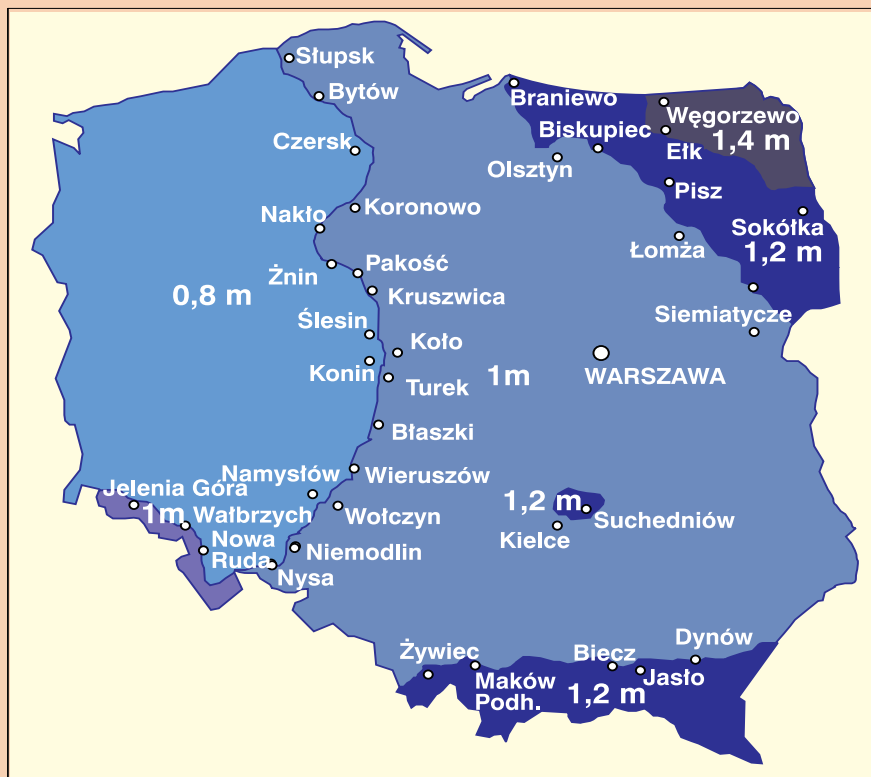 Słupsk
Bytów
Braniewo
Węgorzewo
1,4 m
Biskupiec
Czersk
Ełk
Olsztyn
Pisz
Koronowo
Nakło
Sokółka
1,2 m
Łomża
Pakość
Żnin
0,8 m
Kruszwica
Siemiatycze
Ślesin
Koło
Konin
1m
WARSZAWA
Turek
Błaszki
Namysłów
Wieruszów
Jelenia Góra
1m
Wałbrzych
Wołczyn
1,2 m
Suchedniów
Kielce
Nowa
Ruda
Niemodlin
Nysa
Żywiec
Biecz
Dynów
Maków
Podh.
1,2 m
Jasło